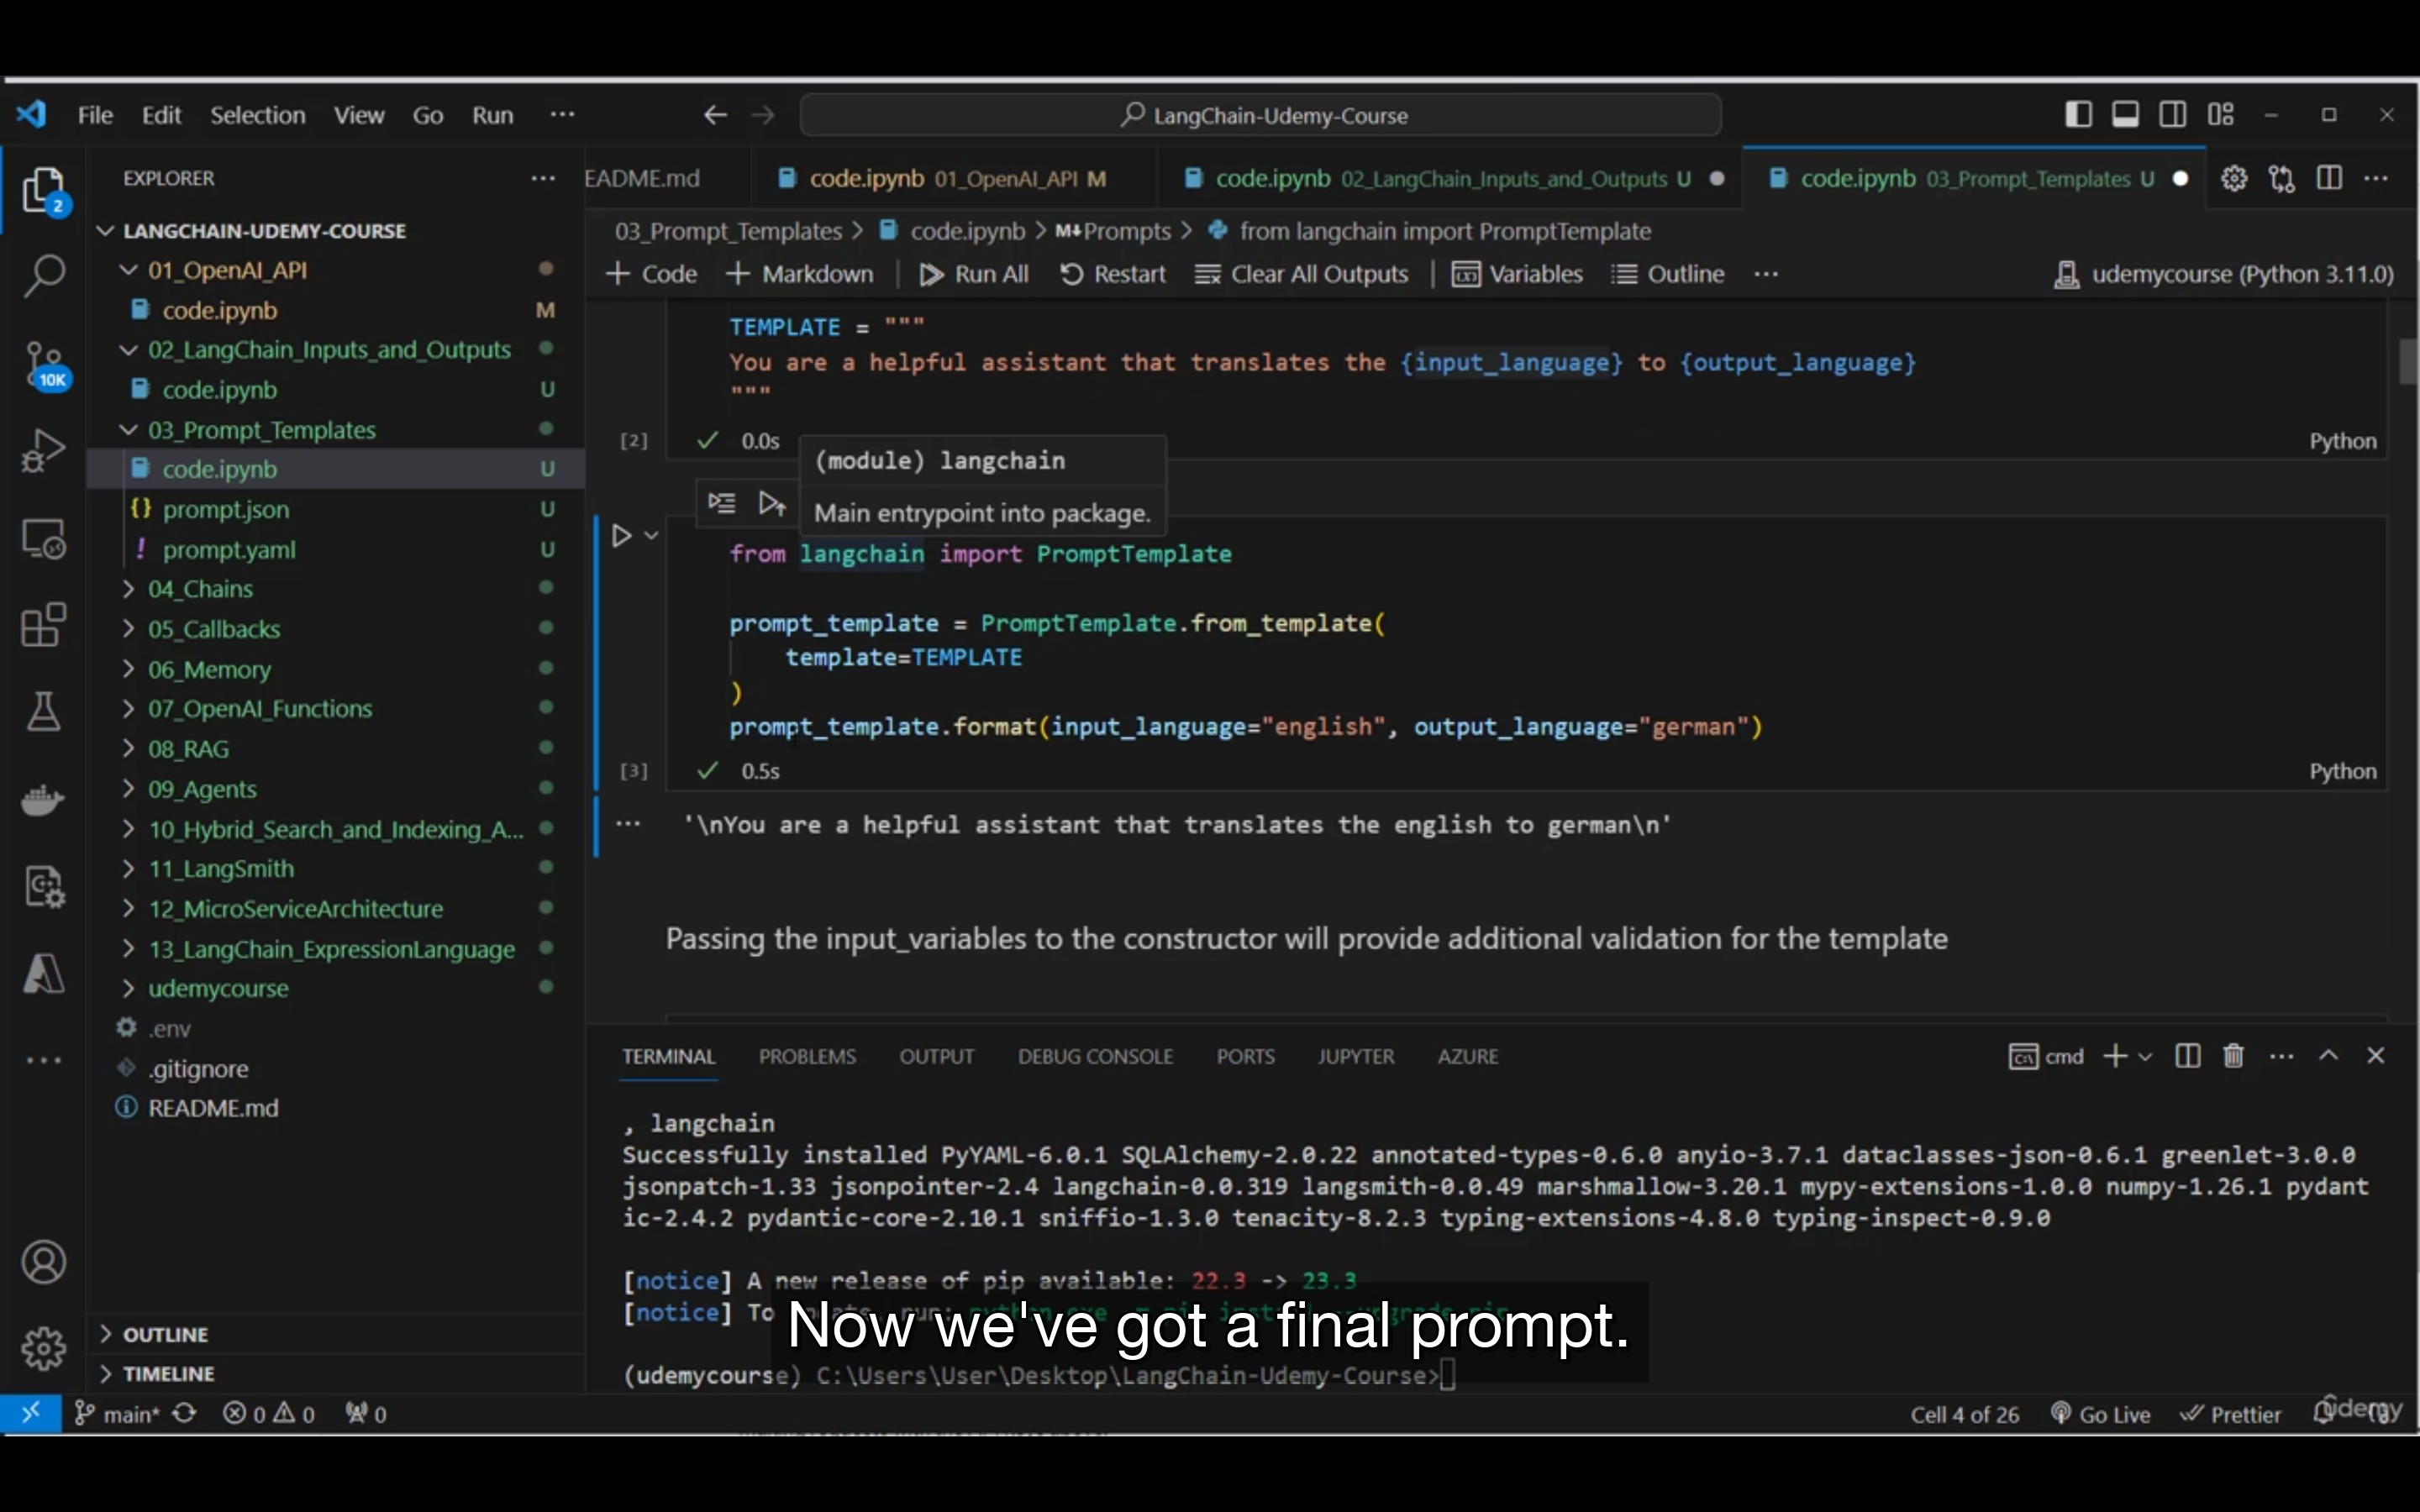 File Edit Selection View Go Run ··· LangChain-Udemy-Course
EXPLORER ···
2
LANGCHAIN-UDEMY-COURSE
01_OpenAI_API
code.ipynb M
02_LangChain_Inputs_and_Outputs
10K
code.ipynb U
03_Prompt_Templates
code.ipynb U
{} prompt.json U
! prompt.yaml U
04_Chains
05_Callbacks
06_Memory
07_OpenAI_Functions
08_RAG
09_Agents
10_Hybrid_Search_and_Indexing_A...
11_LangSmith
12_MicroServiceArchitecture
13_LangChain_ExpressionLanguage
udemycourse
.env
.gitignore
README.md
OUTLINE
TIMELINE
EADME.md code.ipynb 01_OpenAI_API M code.ipynb 02_LangChain_Inputs_and_Outputs U code.ipynb 03_Prompt_Templates U ···
03_Prompt_Templates > code.ipynb > M↓Prompts > from langchain import PromptTemplate
+ Code + Markdown | Run All Restart Clear All Outputs | Variables Outline ··· udemycourse (Python 3.11.0)
TEMPLATE = """
You are a helpful assistant that translates the {input_language} to {output_language}
"""
[2] ✓ 0.0s Python
(module) langchain
Main entrypoint into package.
from langchain import PromptTemplate
prompt_template = PromptTemplate.from_template(
template=TEMPLATE
)
prompt_template.format(input_language="english", output_language="german")
[3] ✓ 0.5s Python
··· '\nYou are a helpful assistant that translates the english to german\n'
Passing the input_variables to the constructor will provide additional validation for the template
TERMINAL PROBLEMS OUTPUT DEBUG CONSOLE PORTS JUPYTER AZURE cmd
, langchain
Successfully installed PyYAML-6.0.1 SQLAlchemy-2.0.22 annotated-types-0.6.0 anyio-3.7.1 dataclasses-json-0.6.1 greenlet-3.0.0
jsonpatch-1.33 jsonpointer-2.4 langchain-0.0.319 langsmith-0.0.49 marshmallow-3.20.1 mypy-extensions-1.0.0 numpy-1.26.1 pydant
ic-2.4.2 pydantic-core-2.10.1 sniffio-1.3.0 tenacity-8.2.3 typing-extensions-4.8.0 typing-inspect-0.9.0
[notice] A new release of pip available: 22.3 -> 23.3
[notice] To
Now we've got a final prompt.
(udemycourse) C:\Users\User\Desktop\LangChain-Udemy-Course>
main* 0 0 0 Cell 4 of 26 Go Live Prettier
Udemy